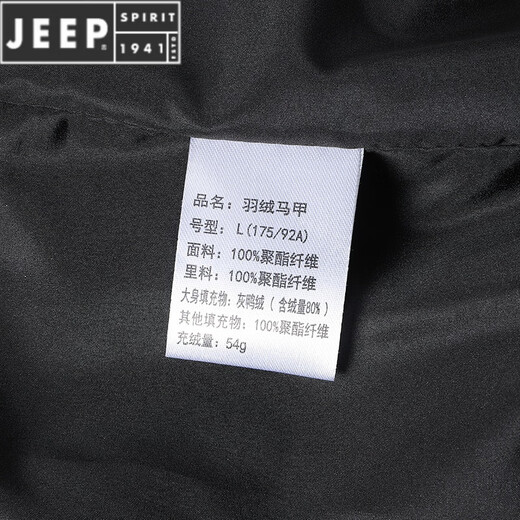 JEEP®
SPIRIT
1941
品名：羽绒马甲
号型：L(175/92A)
面料：100%聚酯纤维
里料：100%聚酯纤维
大身填充物：灰鸭绒（含绒量80%）
其他填充物：100%聚酯纤维
充绒量：54g